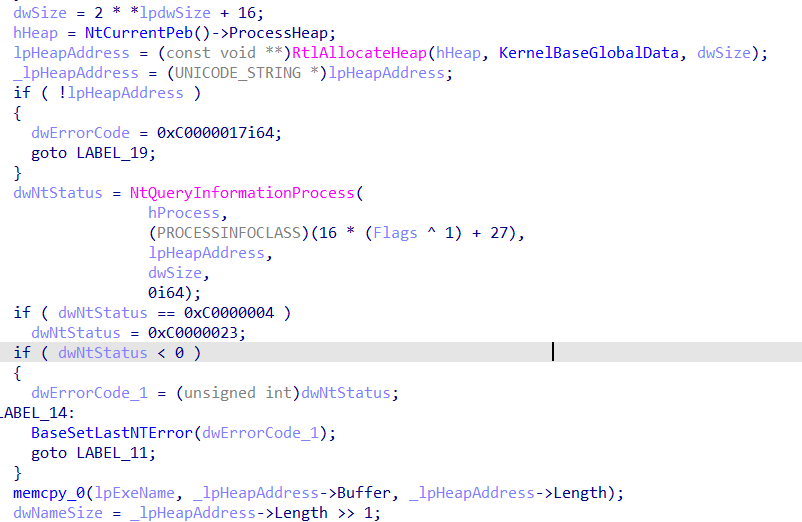 dwSize = 2 * *lpdwSize + 16;
hHeap = NtCurrentPeb()->ProcessHeap;
lpHeapAddress = (const void **)RtlAllocateHeap(hHeap, KernelBaseGlobalData, dwSize);
_lpHeapAddress = (UNICODE_STRING *)lpHeapAddress;
if ( !lpHeapAddress )
{
dwErrorCode = 0xC0000017i64;
goto LABEL_19;
}
dwNtStatus = NtQueryInformationProcess(
hProcess,
(PROCESSINFOCLASS)(16 * (Flags ^ 1) + 27),
lpHeapAddress,
dwSize,
0i64);
if ( dwNtStatus == 0xC0000004 )
dwNtStatus = 0xC0000023;
if ( dwNtStatus < 0 )
{
dwErrorCode_1 = (unsigned int)dwNtStatus;
LABEL_14:
BaseSetLastNTError(dwErrorCode_1);
goto LABEL_11;
}
memcpy_0(lpExeName, _lpHeapAddress->Buffer, _lpHeapAddress->Length);
dwNameSize = _lpHeapAddress->Length >> 1;